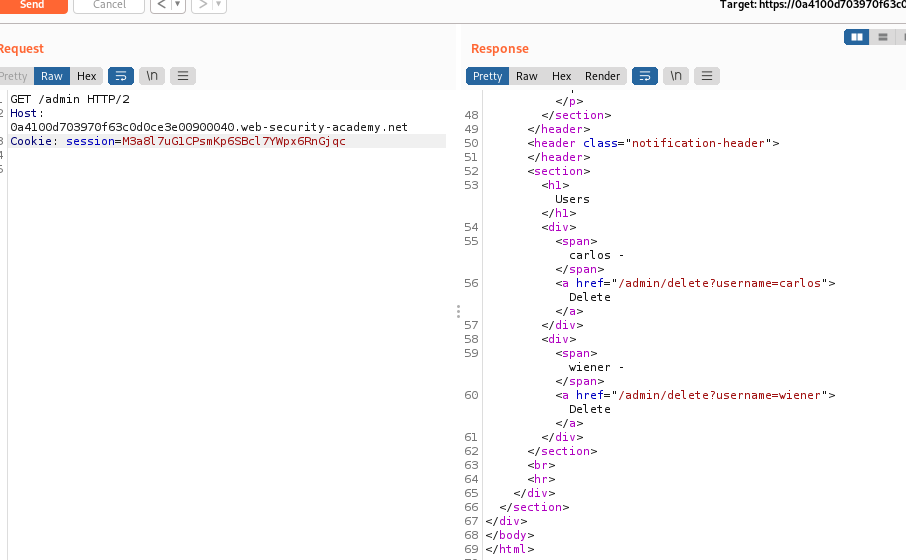 Send
Cancel
<
>
Target: https://0a4100d703970f63c0
Request
Response
Pretty Raw Hex \n
Pretty Raw Hex Render \n
1 GET /admin HTTP/2
2 Host:
0a4100d703970f63c0d0ce3e00900040.web-security-academy.net
3 Cookie: session=M3a8l7uG1CPsmKp6SBcl7YWpx6RnGjqc
4
5
</p>
48 </section>
49 </header>
50 <header class="notification-header">
51 </header>
52 <section>
53 <h1>
Users
</h1>
54 <div>
55 <span>
carlos -
</span>
56 <a href="/admin/delete?username=carlos">
Delete
</a>
57 </div>
58 <div>
59 <span>
wiener -
</span>
60 <a href="/admin/delete?username=wiener">
Delete
</a>
61 </div>
62 </section>
63 <br>
64 <hr>
65 </div>
66 </section>
67 </div>
68 </body>
69 </html>